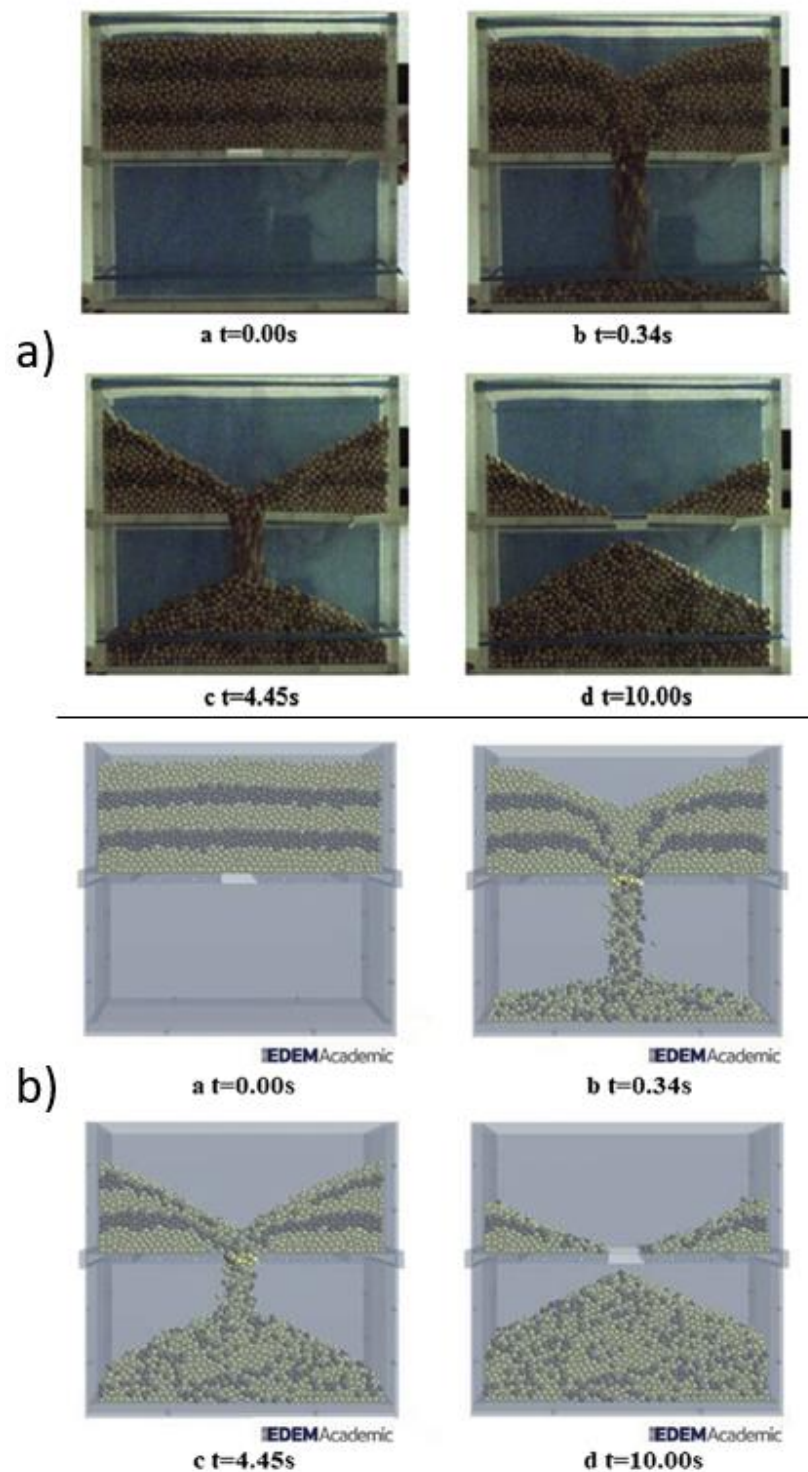 a)
a t=0.00s
b t=0.34s
c t=4.45s
d t=10.00s
b)
EDEMAcademic
a t=0.00s
EDEMAcademic
b t=0.34s
EDEMAcademic
c t=4.45s
EDEMAcademic
d t=10.00s